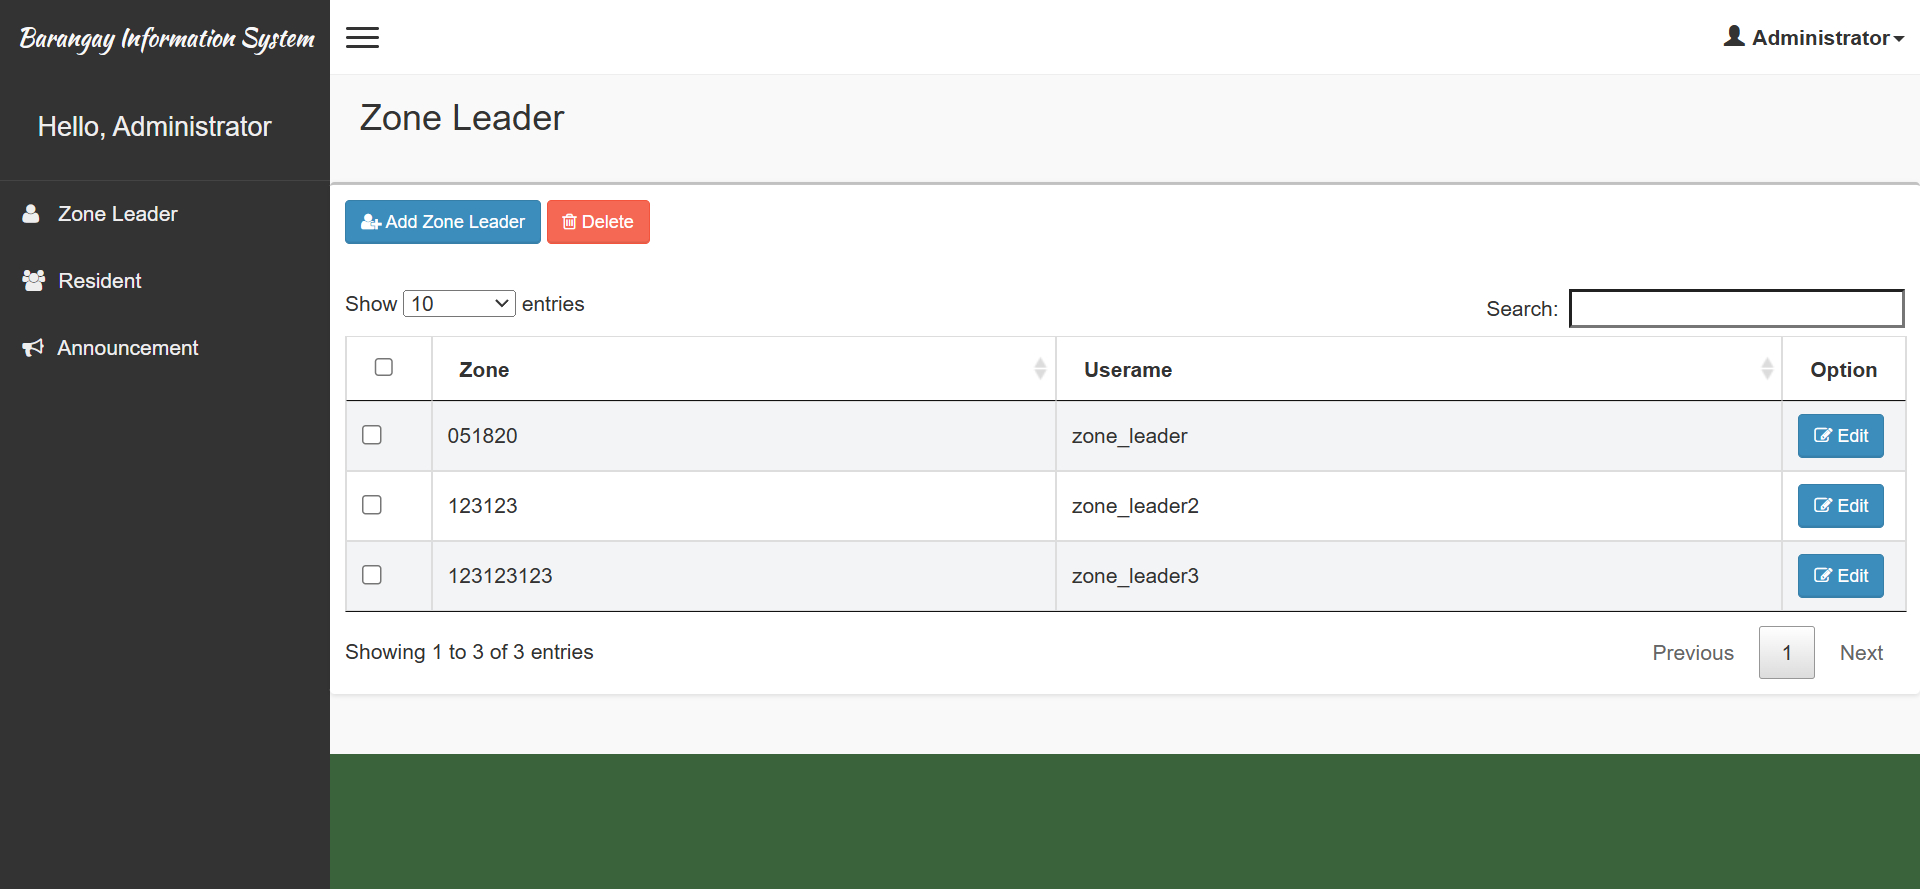 Barangay Information System
Administrator
Hello, Administrator
Zone Leader
Resident
Announcement
Zone Leader
Add Zone Leader
Delete
Show 10 entries
Search:
Zone
Userame
Option
051820
zone_leader
Edit
123123
zone_leader2
Edit
123123123
zone_leader3
Edit
Showing 1 to 3 of 3 entries
Previous
1
Next